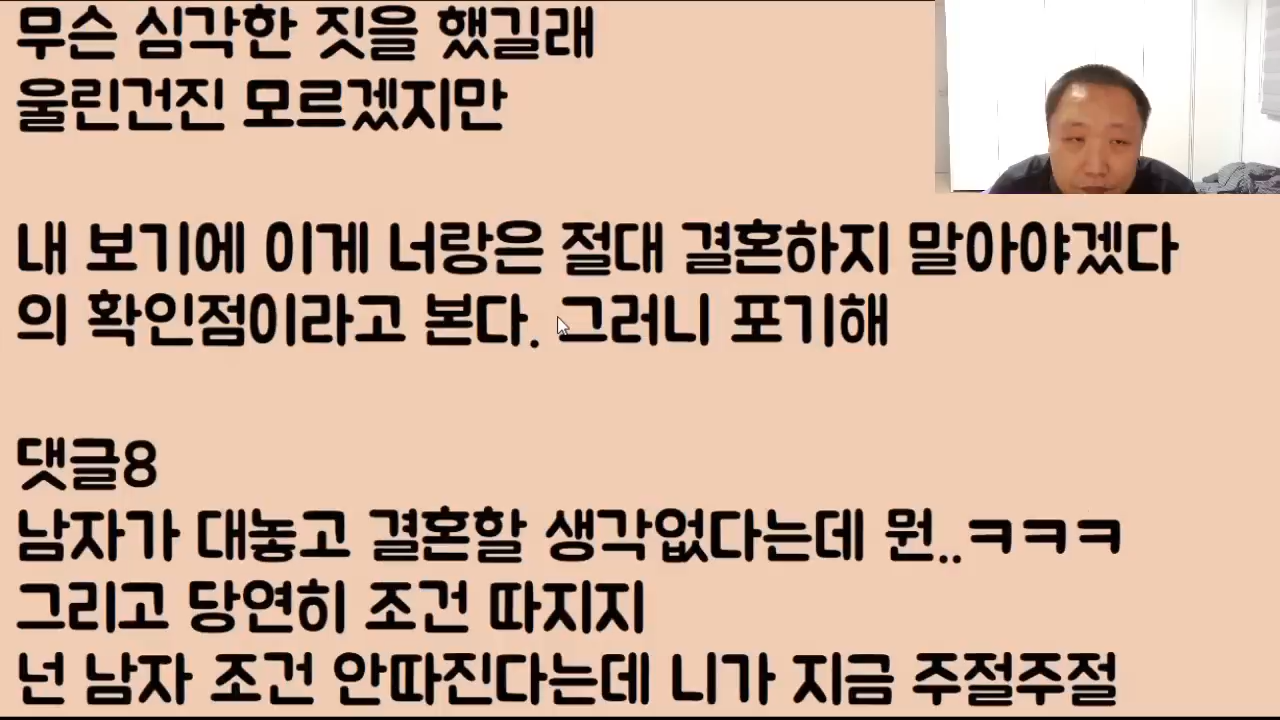 무슨 심각한 짓을 했길래
울린건진 모르겠지만
내 보기에 이게 너랑은 절대 결혼하지 말아야겠다
의 확인점이라고 본다. 그러니 포기해
댓글8
남자가 대놓고 결혼할 생각없다는데 뭔..ㅋㅋㅋ
그리고 당연히 조건 따지지
넌 남자 조건 안따진다는데 니가 지금 주절주절